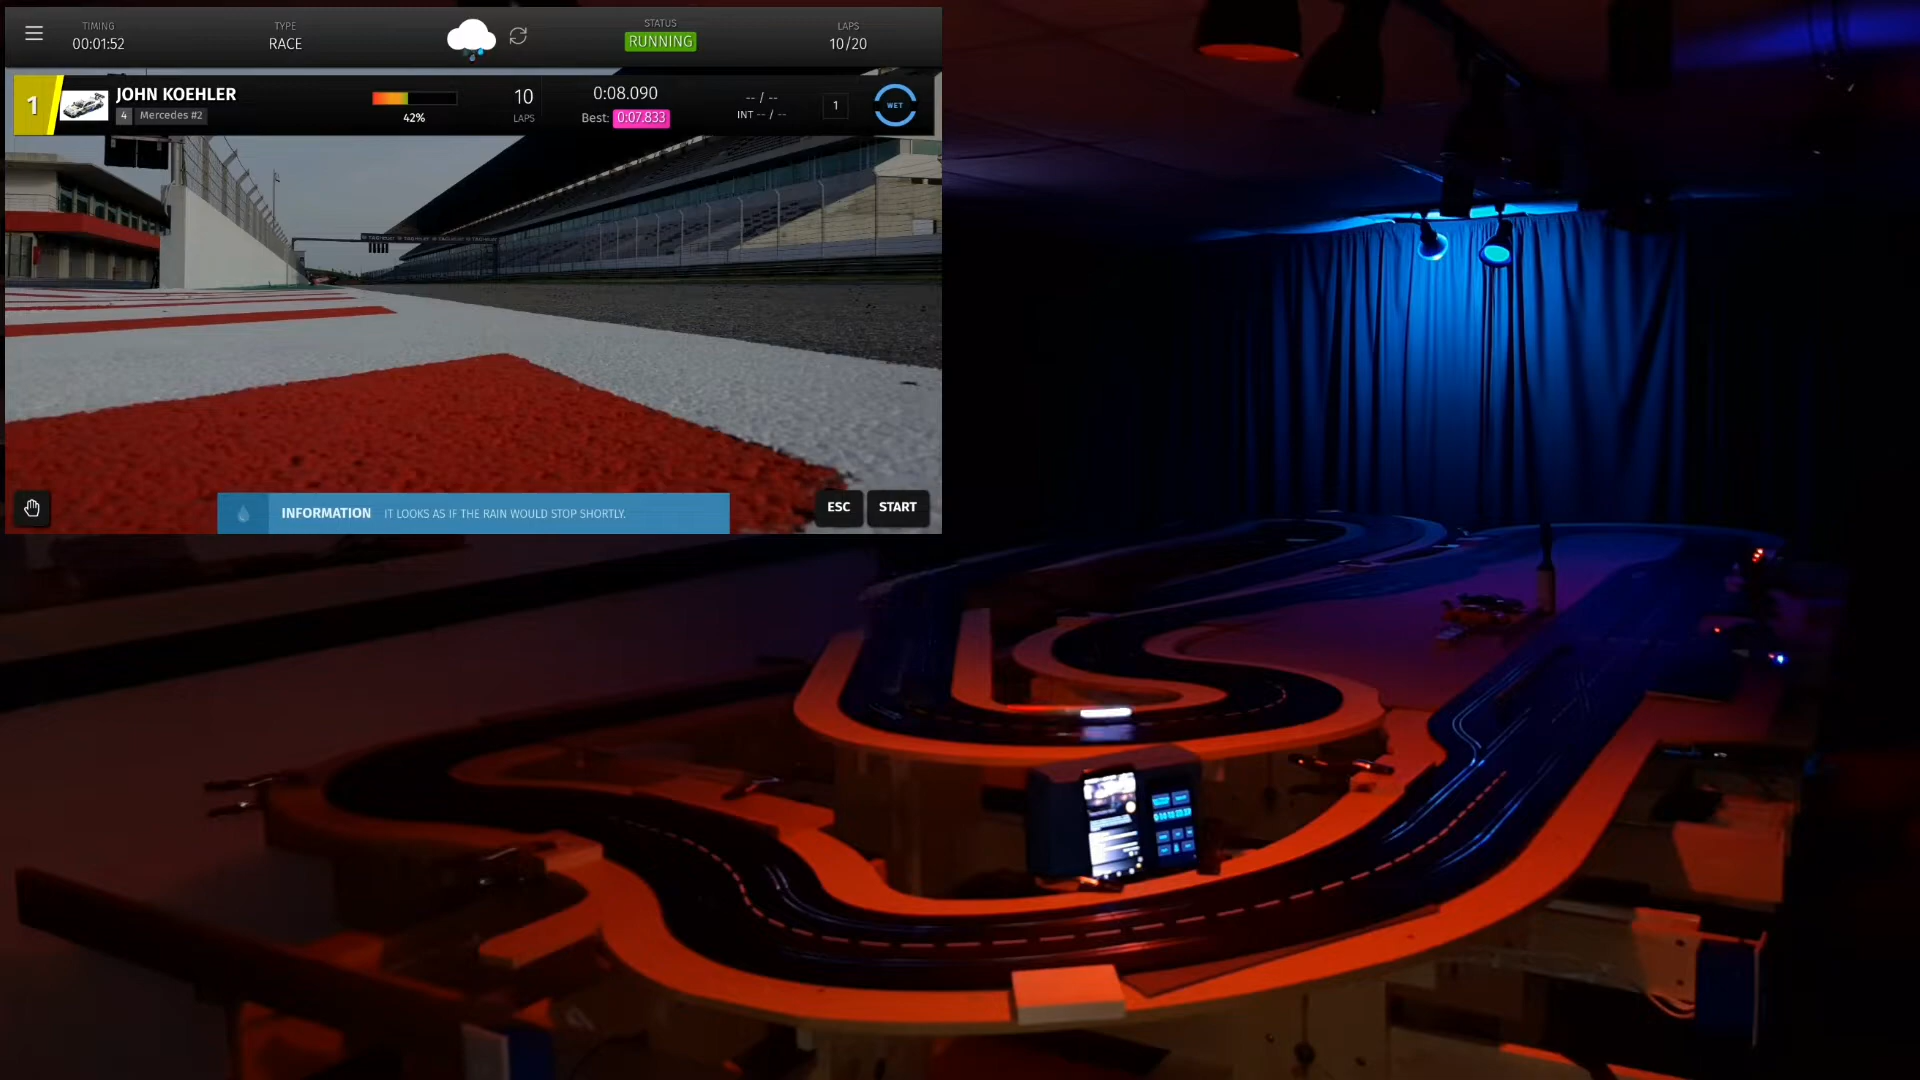 TIMING
00:01:52
TYPE
RACE
STATUS
RUNNING
LAPS
10/20
1
JOHN KOEHLER
4 Mercedes #2
42%
10
LAPS
0:08.090
Best: 0:07.833
-- / --
INT -- / --
1
WET
INFORMATION IT LOOKS AS IF THE RAIN WOULD STOP SHORTLY.
ESC
START